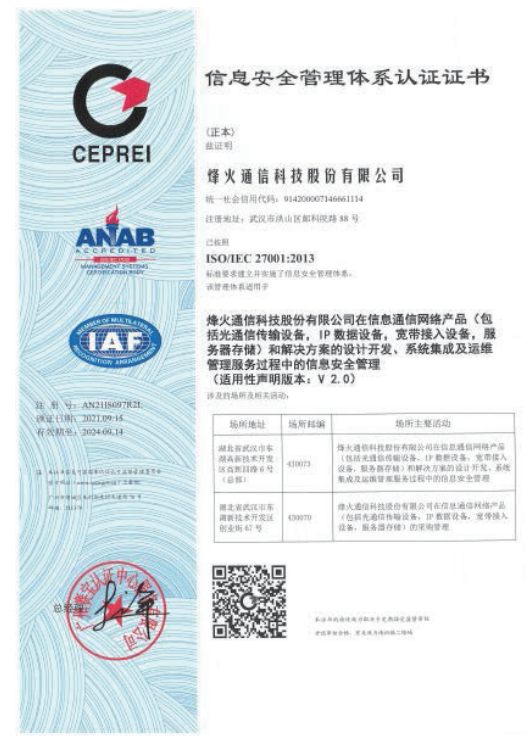 CEPREI
ANAB
ACCREDITED
MANAGEMENT SYSTEMS
CERTIFICATION BODY
MEMBER OF MULTILATERAL
IAF
RECOGNITION ARRANGEMENT
注 册 号： AN21IS097R2L
颁证日期： 2021.09.15
有效期至： 2024.09.14
总经理：
信息安全管理体系认证证书
(正本)
兹证明
烽火通信科技股份有限公司
统一社会信用代码： 914200007146661114
注册地址：武汉市洪山区邮科院路 88 号
已按照
ISO/IEC 27001:2013
标准要求建立并实施了信息安全管理体系。
该管理体系适用于
烽火通信科技股份有限公司在信息通信网络产品（包
括光通信传输设备，IP 数据设备，宽带接入设备，服
务器存储）和解决方案的设计开发、系统集成及运维
管理服务过程中的信息安全管理
（适用性声明版本：V 2.0）
涉及的场所及相关活动：
场所地址 场所邮编 场所主要活动
湖北省武汉市东
湖高新技术开发
区高新四路 6 号
（总部）
430073
烽火通信科技股份有限公司在信息通信网络产品
（包括光通信传输设备、IP 数据设备、宽带接入
设备、服务器存储）和解决方案的设计开发、系统
集成及运维管理服务过程中的信息安全管理
湖北省武汉市东
湖新技术开发区
创业街 67 号
430070
烽火通信科技股份有限公司在信息通信网络产品
（包括光通信传输设备、IP 数据设备、宽带接入
设备、服务器存储）的采购管理